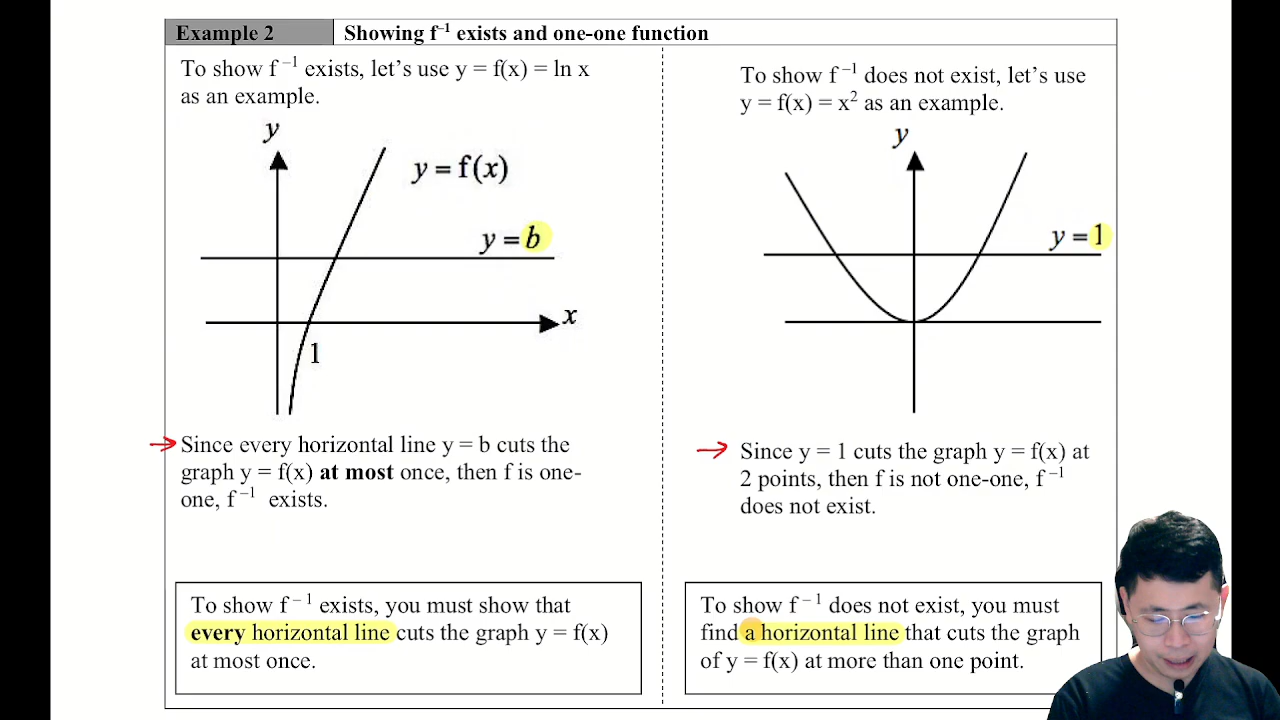 Example 2
Showing f⁻¹ exists and one-one function
To show f⁻¹ exists, let's use y = f(x) = ln x
as an example.
y
y = f(x)
y = b
x
1
Since every horizontal line y = b cuts the
graph y = f(x) at most once, then f is one-
one, f⁻¹ exists.
To show f⁻¹ exists, you must show that
every horizontal line cuts the graph y = f(x)
at most once.
To show f⁻¹ does not exist, let's use
y = f(x) = x² as an example.
y
y = 1
Since y = 1 cuts the graph y = f(x) at
2 points, then f is not one-one, f⁻¹
does not exist.
To show f⁻¹ does not exist, you must
find a horizontal line that cuts the graph
of y = f(x) at more than one point.